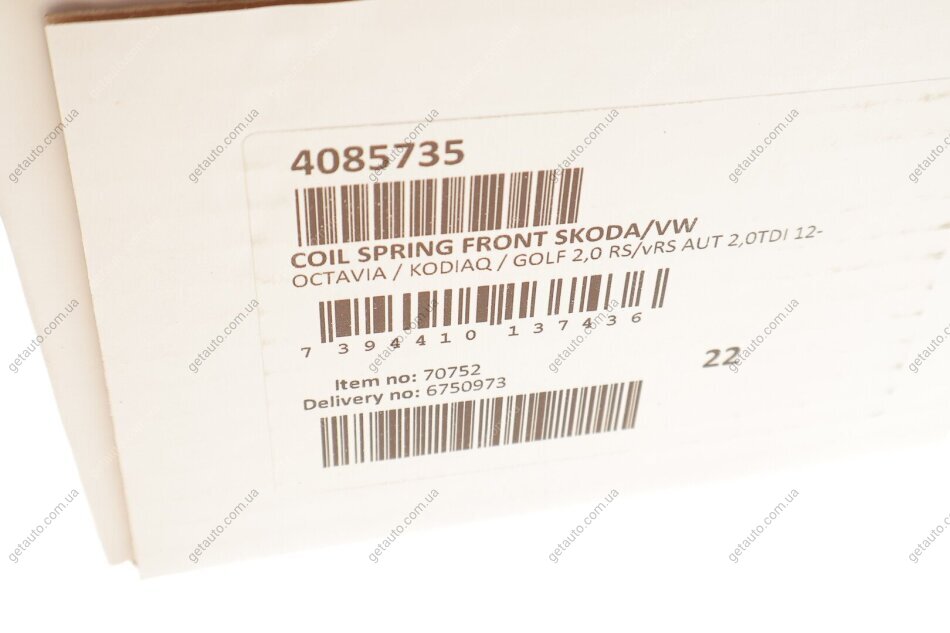 4085735
COIL SPRING FRONT SKODA/VW
OCTAVIA / KODIAQ / GOLF 2,0 RS/vRS AUT 2,0TDI 12-
7 394410 137436
Item no: 70752
22
Delivery no: 6750973
getauto.com.ua